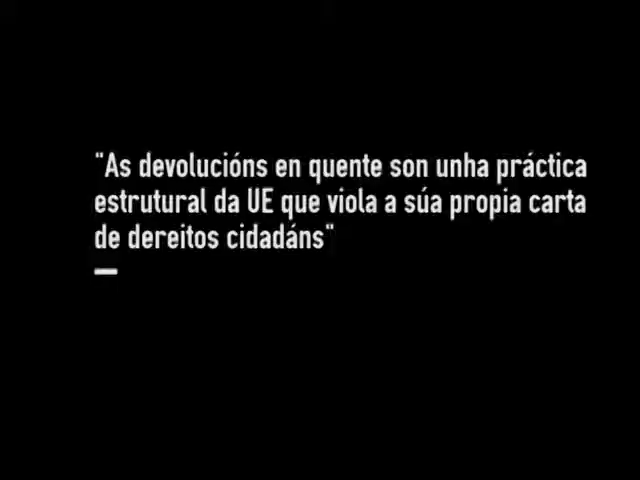 "As devolucións en quente son unha práctica
estrutural da UE que viola a súa propia carta
de dereitos cidadáns"